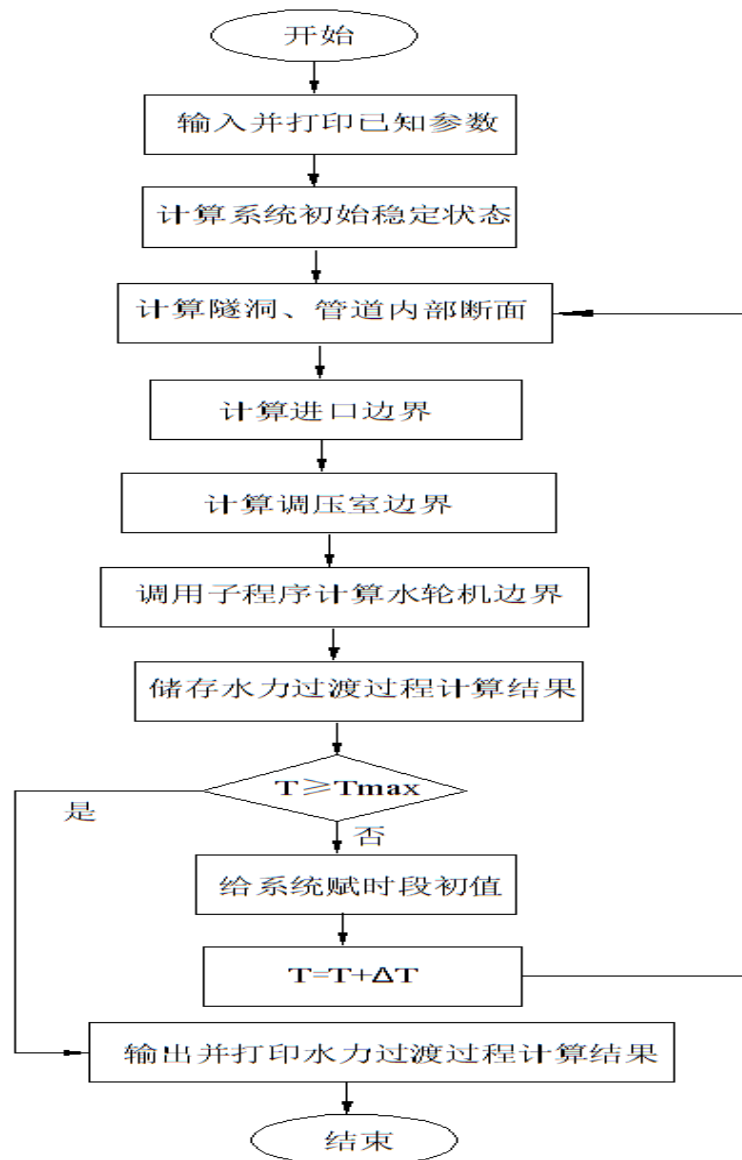 开始
输入并打印已知参数
计算系统初始稳定状态
计算隧洞、管道内部断面
计算进口边界
计算调压室边界
调用子程序计算水轮机边界
储存水力过渡过程计算结果
T≥Tmax
是
否
给系统赋时段初值
T=T+ΔT
输出并打印水力过渡过程计算结果
结束